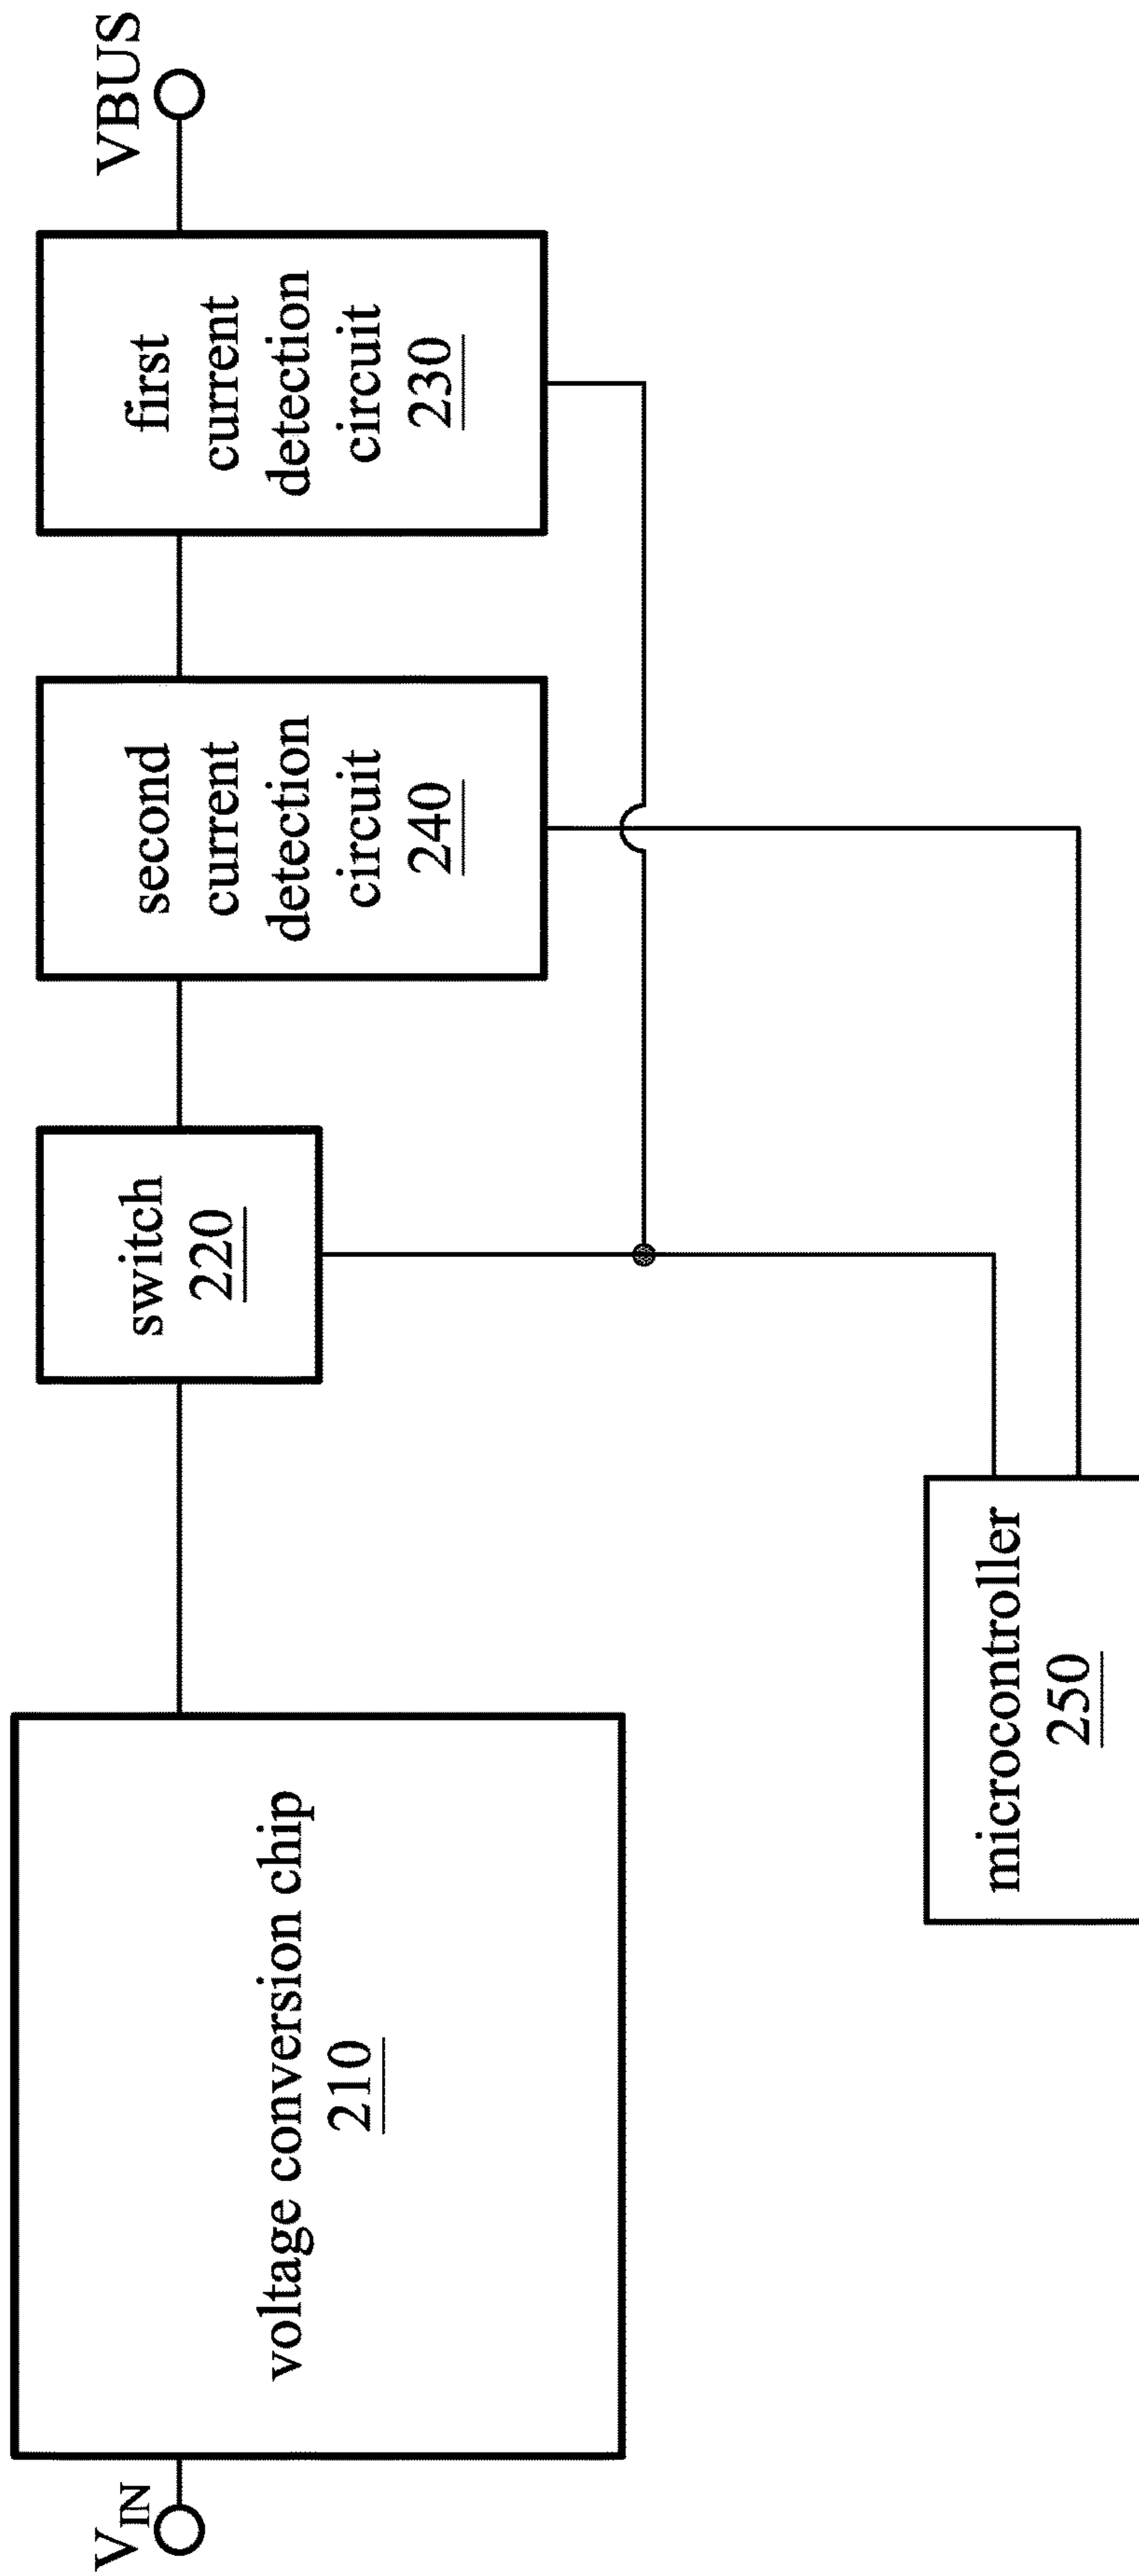 V_IN
voltage conversion chip
210
switch
220
second
current
detection
circuit
240
first
current
detection
circuit
230
VBUS
microcontroller
250